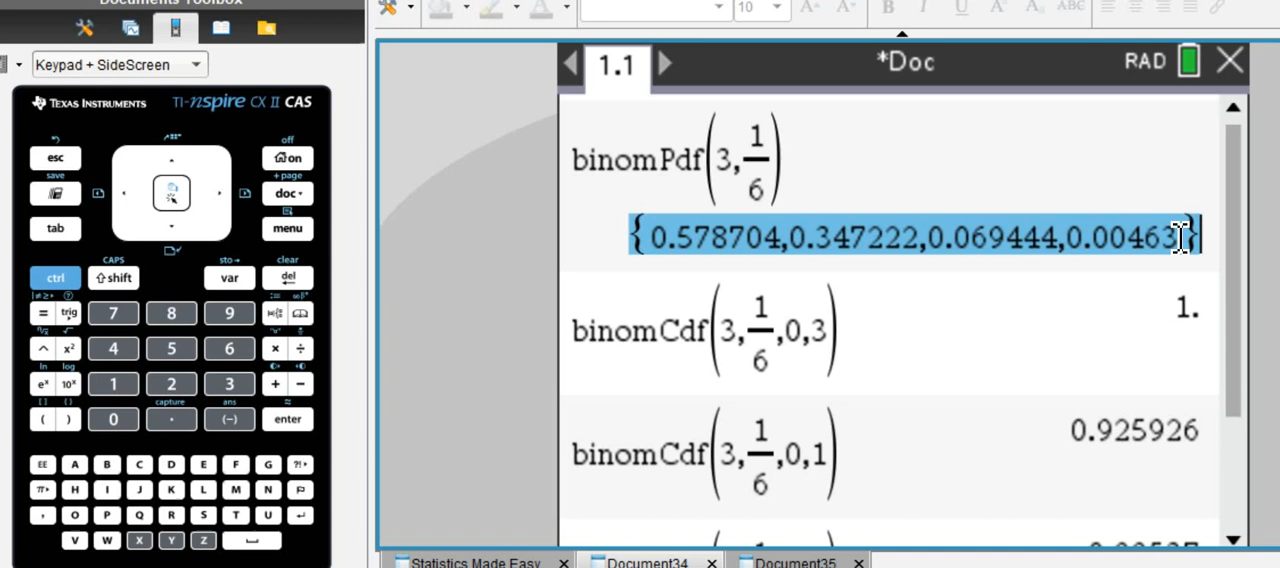 Documents Toolbox
10
B I U A A ABC
Keypad + SideScreen
1.1
*Doc
RAD
TEXAS INSTRUMENTS TI-nspire CX II CAS
off
esc
on
save
+ page
doc
tab
menu
CAPS
sto→
clear
ctrl
shift
var
del
= trig 7 8 9
^ x² 4 5 6 × ÷
ln log
eˣ 10ˣ 1 2 3 + −
[ ] { } capture ans ≈
( ) 0 . (−) enter
EE A B C D E F G ?!
π H I J K L M N
, O P Q R S T U
V W X Y Z
binomPdf(3,1/6)
{0.578704,0.347222,0.069444,0.00463}
binomCdf(3,1/6,0,3)
1.
binomCdf(3,1/6,0,1)
0.925926
Statistics Made Easy Document34 Document35